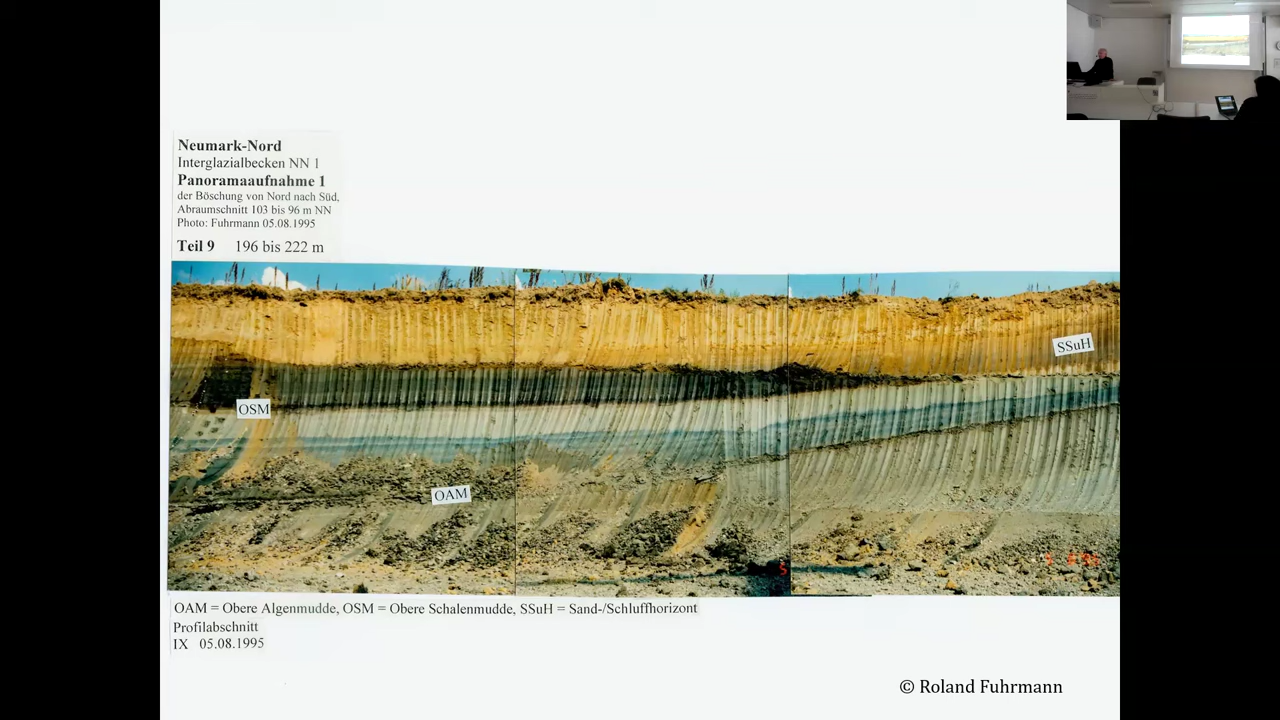 Neumark-Nord
Interglazialbecken NN 1
Panoramaaufnahme 1
der Böschung von Nord nach Süd,
Abraumschnitt 103 bis 96 m NN
Photo: Fuhrmann 05.08.1995
Teil 9 196 bis 222 m
SSuH
OSM
OAM
OAM = Obere Algenmudde, OSM = Obere Schalenmudde, SSuH = Sand-/Schluffhorizont
Profilabschnitt
IX 05.08.1995
© Roland Fuhrmann